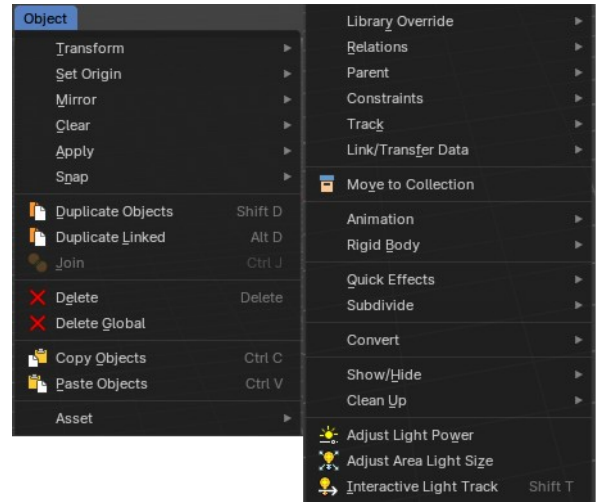 Object
Transform
Set Origin
Mirror
Clear
Apply
Snap
Duplicate Objects Shift D
Duplicate Linked Alt D
Join Ctrl J
Delete Delete
Delete Global
Copy Objects Ctrl C
Paste Objects Ctrl V
Asset
Library Override
Relations
Parent
Constraints
Track
Link/Transfer Data
Move to Collection
Animation
Rigid Body
Quick Effects
Subdivide
Convert
Show/Hide
Clean Up
Adjust Light Power
Adjust Area Light Size
Interactive Light Track Shift T